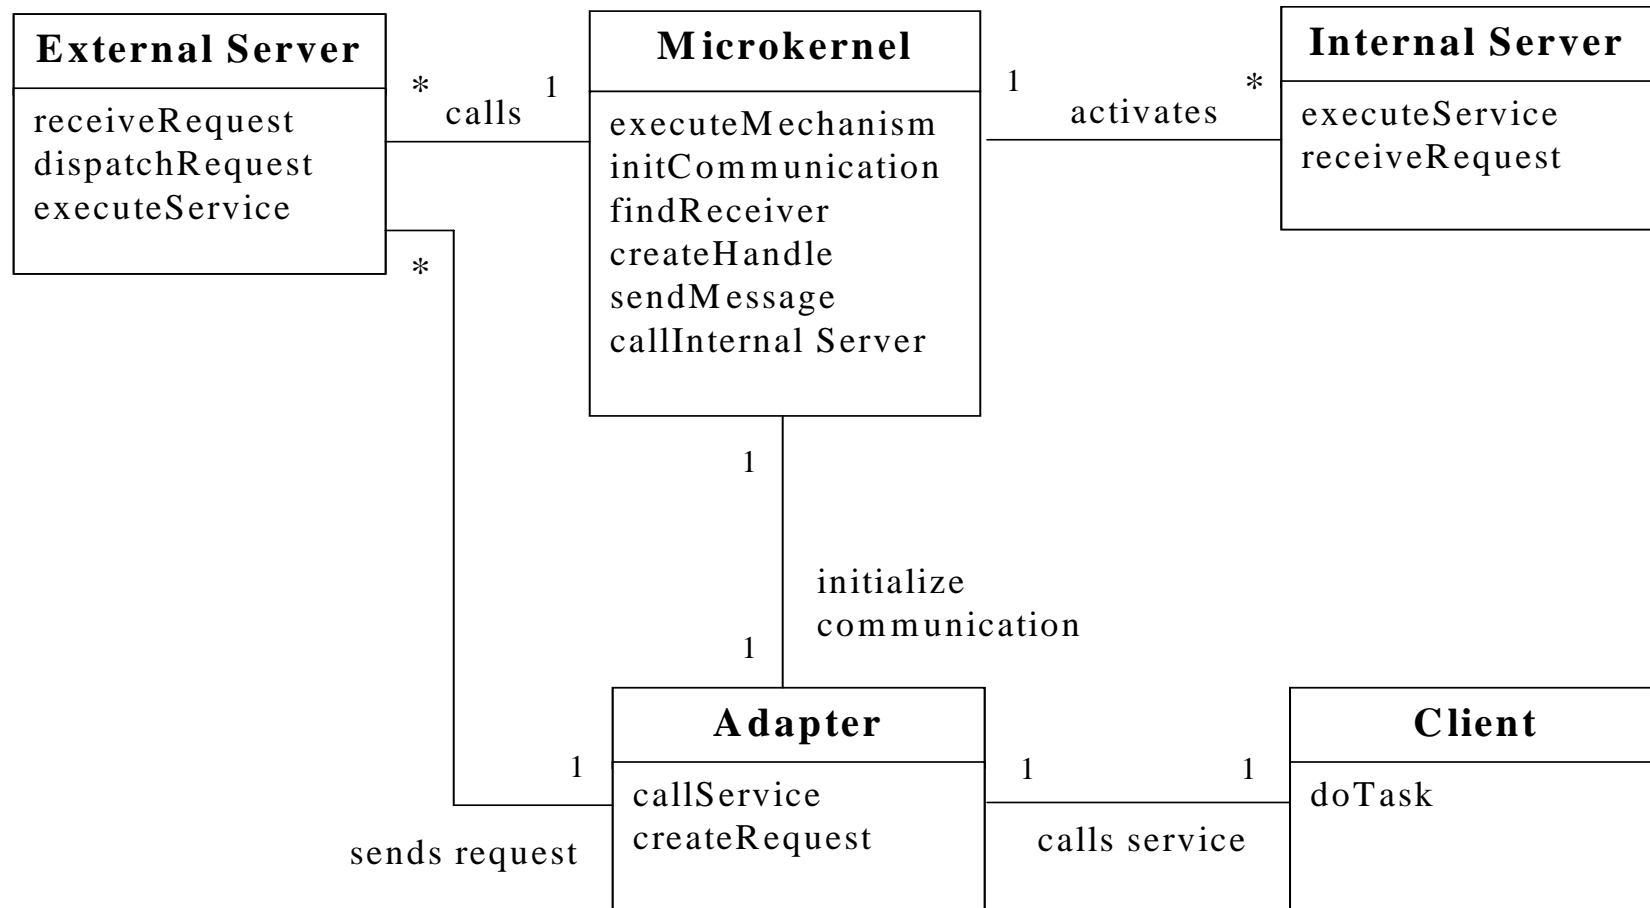 External Server
receiveRequest
dispatchRequest
executeService
*
calls
1
*
Microkernel
executeMechanism
initCommunication
findReceiver
createHandle
sendMessage
callInternal Server
1
activates
*
Internal Server
executeService
receiveRequest
1
initialize
communication
1
1
sends request
Adapter
callService
createRequest
1
1
calls service
Client
doTask